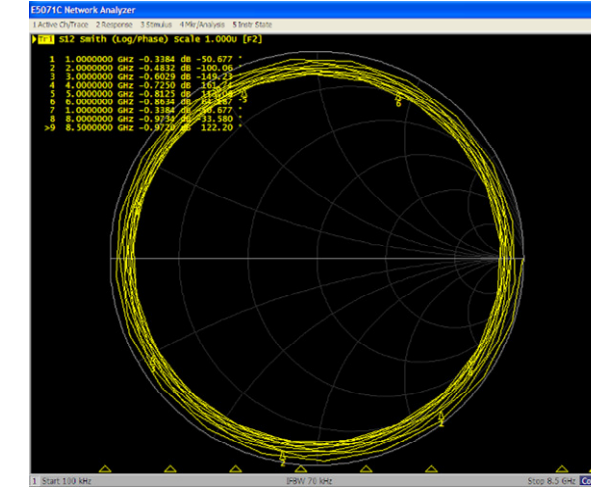 E5071C Network Analyzer
1 Active Ch/Trace 2 Response 3 Stimulus 4 Mkr/Analysis 5 Instr State
Tr1 S12 Smith (Log/Phase) Scale 1.000U [F2]
1 1.0000000 GHz -0.3384 dB -50.677 °
2 2.0000000 GHz -0.4832 dB -100.06 °
3 3.0000000 GHz -0.6029 dB -149.23 °
4 4.0000000 GHz -0.7250 dB
5 5.0000000 GHz -0.8125 dB
6 6.0000000 GHz -0.8634 dB
7 1.0000000 GHz -0.3384 dB -50.677 °
8 8.0000000 GHz dB -33.580 °
>9 8.5000000 GHz dB 122.20 °
1 Start 100 kHz IFBW 70 kHz Stop 8.5 GHz